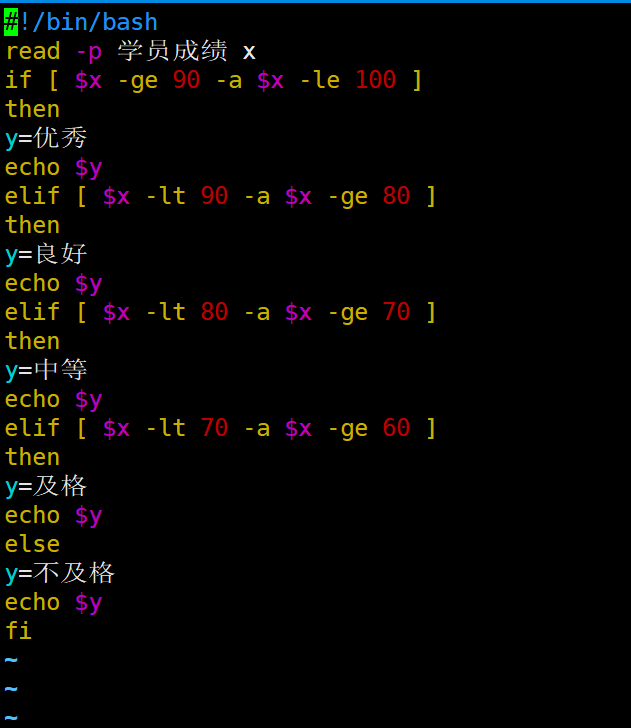 #!/bin/bash
read -p 学员成绩 x
if [ $x -ge 90 -a $x -le 100 ]
then
y=优秀
echo $y
elif [ $x -lt 90 -a $x -ge 80 ]
then
y=良好
echo $y
elif [ $x -lt 80 -a $x -ge 70 ]
then
y=中等
echo $y
elif [ $x -lt 70 -a $x -ge 60 ]
then
y=及格
echo $y
else
y=不及格
echo $y
fi
~
~
~